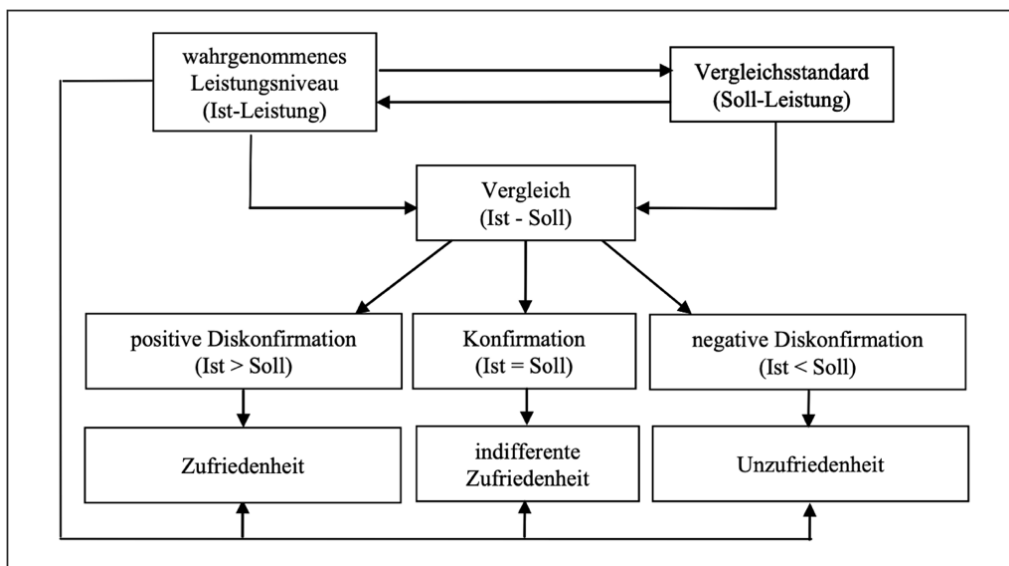 wahrgenommenes
Leistungsniveau
(Ist-Leistung)
Vergleichsstandard
(Soll-Leistung)
Vergleich
(Ist - Soll)
positive Diskonfirmation
(Ist > Soll)
Konfirmation
(Ist = Soll)
negative Diskonfirmation
(Ist < Soll)
Zufriedenheit
indifferente
Zufriedenheit
Unzufriedenheit